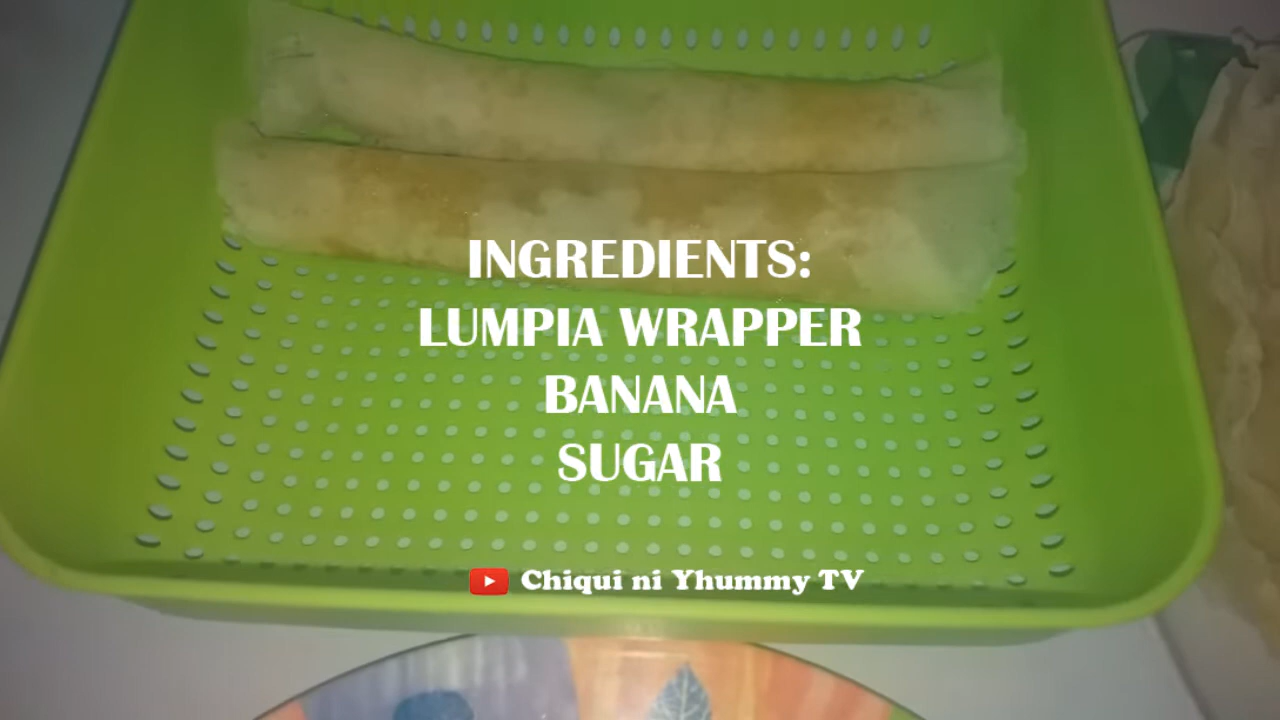 INGREDIENTS:
LUMPIA WRAPPER
BANANA
SUGAR
Chiqui ni Yhummy TV